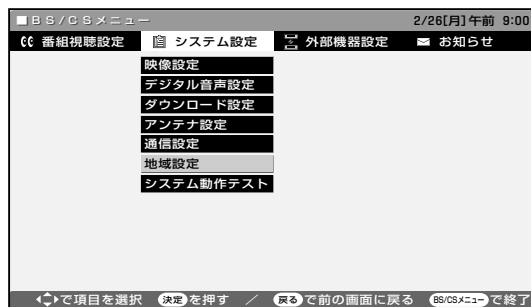 ■BS/CSメニュー 2/26[月]午前 9:00
番組視聴設定 システム設定 外部機器設定 お知らせ
映像設定
デジタル音声設定
ダウンロード設定
アンテナ設定
通信設定
地域設定
システム動作テスト
で項目を選択 決定を押す / 戻るで前の画面に戻る BS/CSメニューで終了